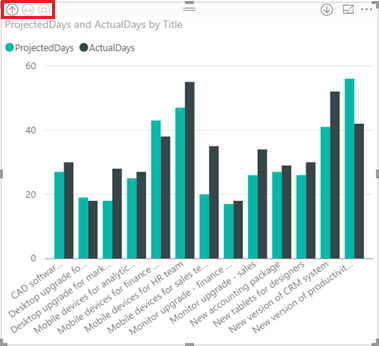 ProjectedDays and ActualDays by Title
ProjectedDays ActualDays
60
40
20
0
CAD softwar...
Desktop upgrade fo...
Desktop upgrade for mark...
Mobile devices for analytic...
Mobile devices for finance ...
Mobile devices for HR team
Mobile devices for sales te...
Monitor upgrade - finance ...
Monitor upgrade - sales
New accounting package
New tablets for designers
New version of CRM system
New version of productivit...